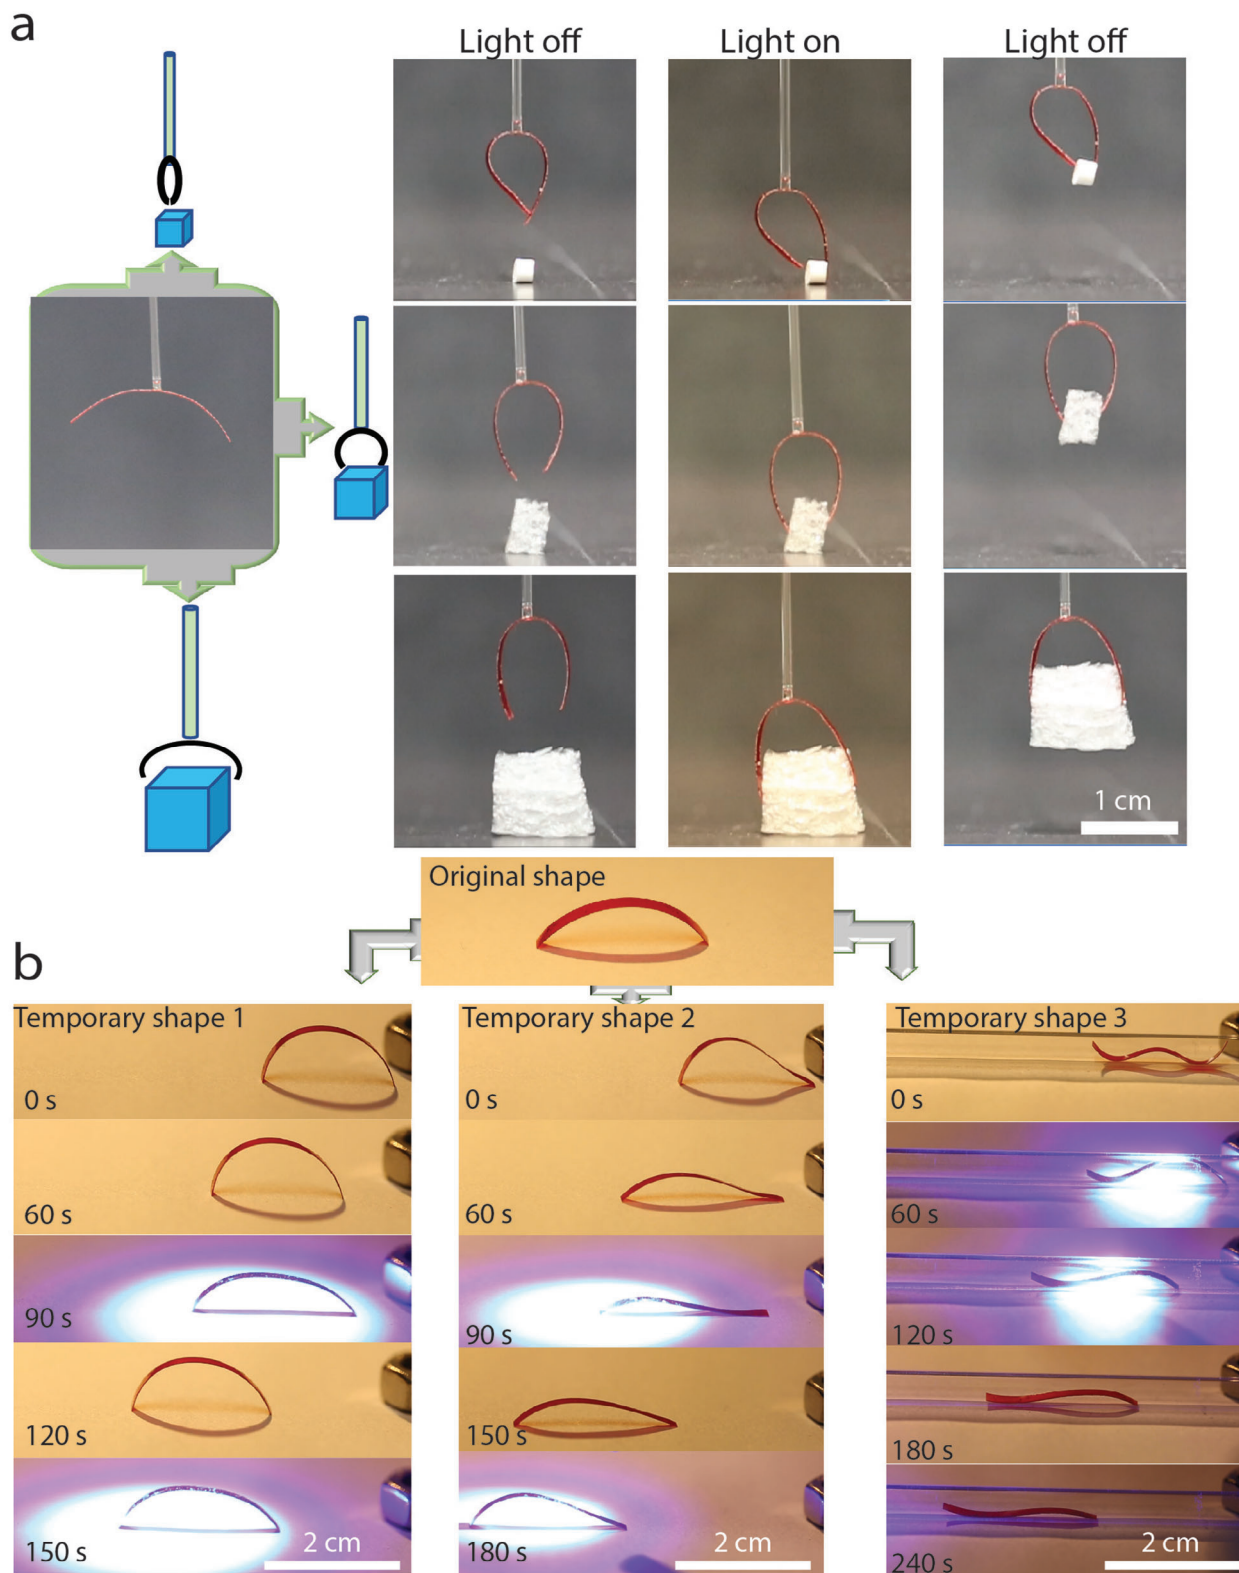 a
Light off
Light on
Light off
1 cm
Original shape
b
Temporary shape 1
0 s
60 s
90 s
120 s
150 s
2 cm
Temporary shape 2
0 s
60 s
90 s
150 s
180 s
2 cm
Temporary shape 3
0 s
60 s
120 s
180 s
240 s
2 cm